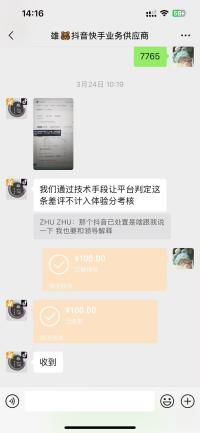 14:16
雄🐻抖音快手业务供应商
7765
3月24日 10:19
我们通过技术手段让平台判定这
条差评不计入体验分考核
ZHU ZHU：那个抖音已处置是啥跟我说
一下 我也要和领导解释
¥100.00
¥100.00
收到